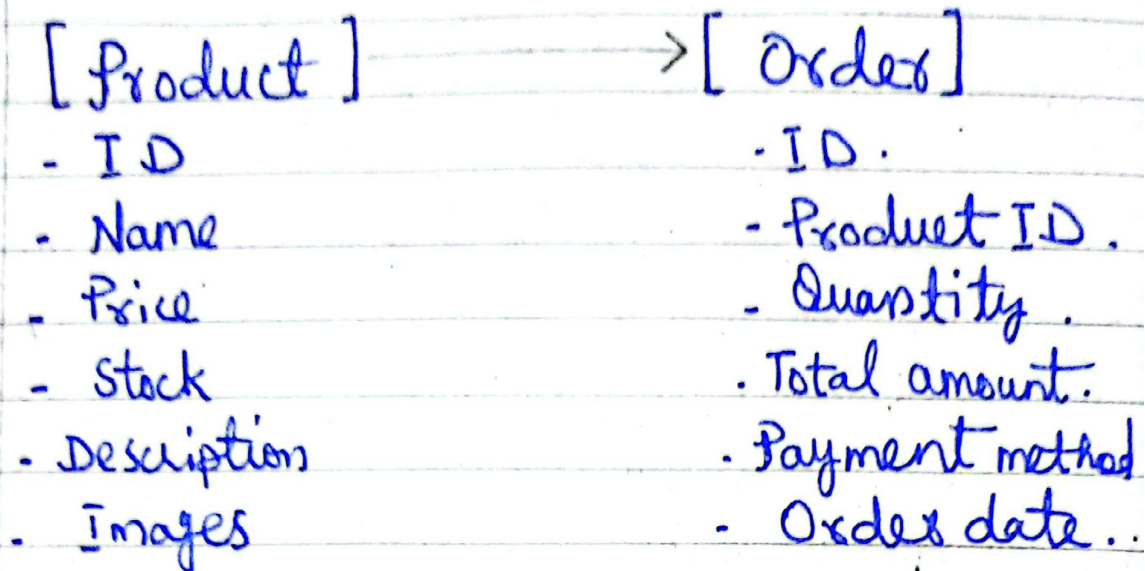 [ Product ] → [ Order ]
- ID - ID.
- Name - Product ID.
- Price - Quantity.
- Stock . Total amount.
- Description . Payment method
- Images - Order date..